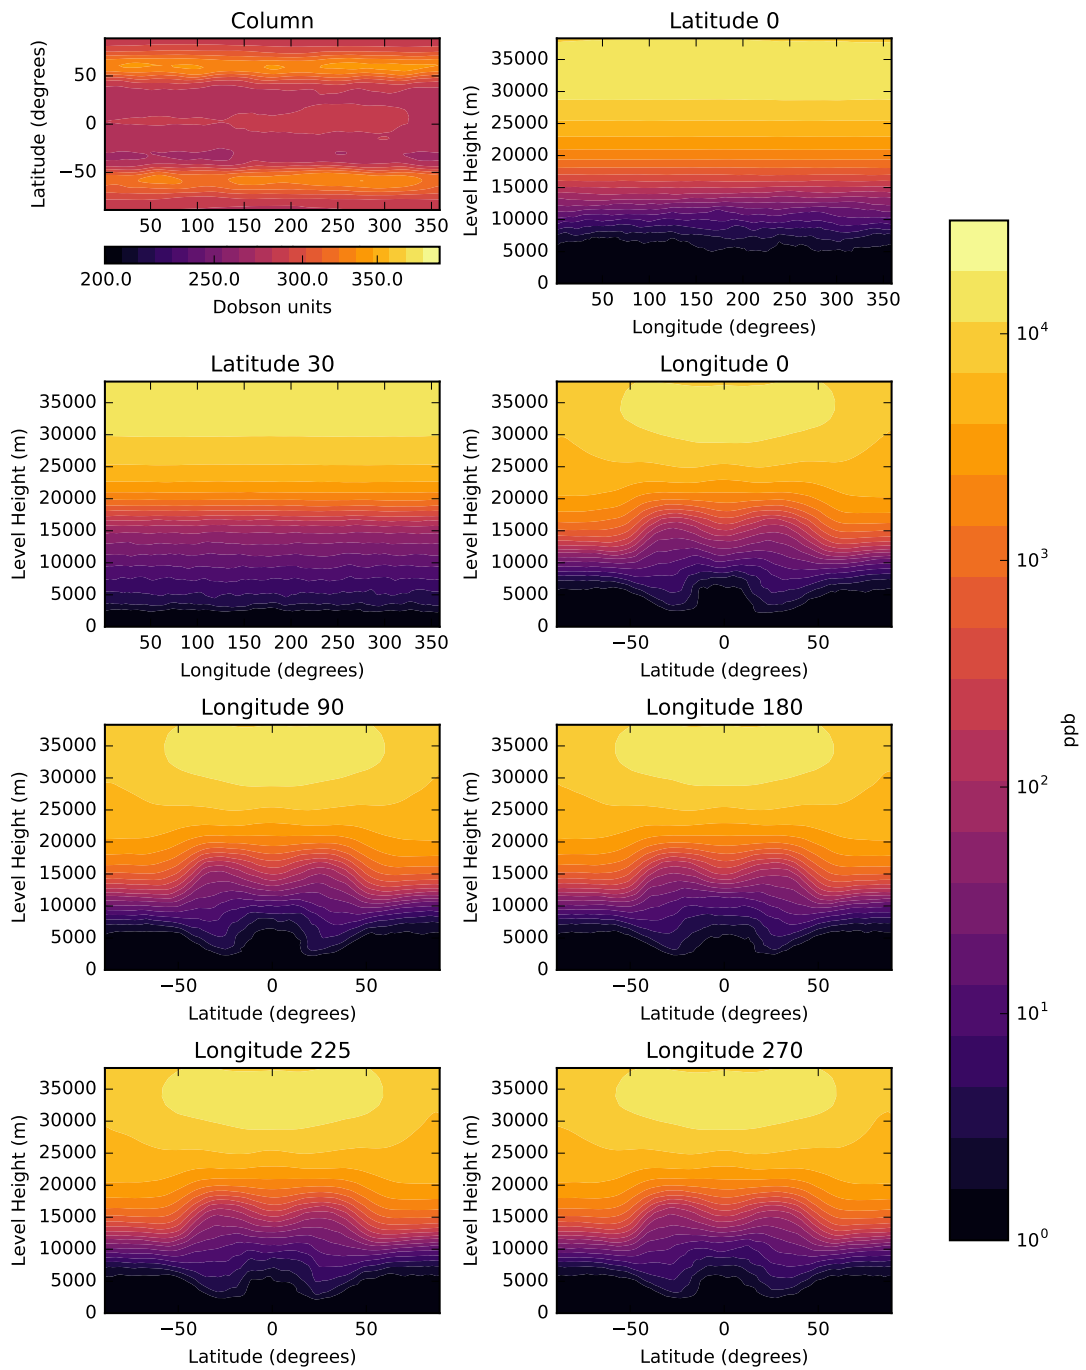 Column
Latitude (degrees)
50
0
−50
50 100 150 200 250 300 350
200.0 250.0 300.0 350.0
Dobson units
Latitude 0
Level Height (m)
35000
30000
25000
20000
15000
10000
5000
0
50 100 150 200 250 300 350
Longitude (degrees)
Latitude 30
Level Height (m)
35000
30000
25000
20000
15000
10000
5000
0
50 100 150 200 250 300 350
Longitude (degrees)
Longitude 0
Level Height (m)
35000
30000
25000
20000
15000
10000
5000
0
−50 0 50
Latitude (degrees)
Longitude 90
Level Height (m)
35000
30000
25000
20000
15000
10000
5000
0
−50 0 50
Latitude (degrees)
Longitude 180
Level Height (m)
35000
30000
25000
20000
15000
10000
5000
0
−50 0 50
Latitude (degrees)
Longitude 225
Level Height (m)
35000
30000
25000
20000
15000
10000
5000
0
−50 0 50
Latitude (degrees)
Longitude 270
Level Height (m)
35000
30000
25000
20000
15000
10000
5000
0
−50 0 50
Latitude (degrees)
10⁴
10³
10²
10¹
10⁰
ppb